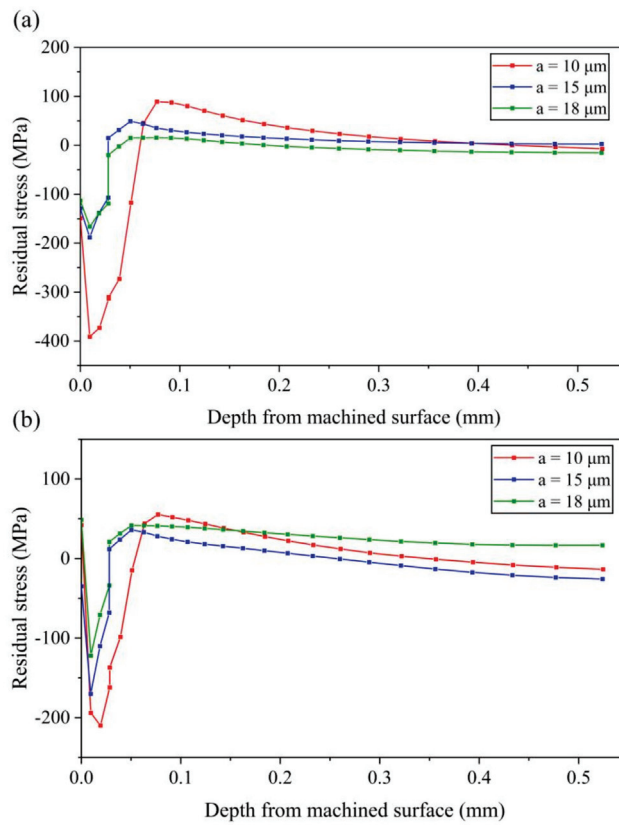 (a)
200
100
0
-100
-200
-300
-400
Residual stress (MPa)
a = 10 μm
a = 15 μm
a = 18 μm
0.0 0.1 0.2 0.3 0.4 0.5
Depth from machined surface (mm)
(b)
100
0
-100
-200
Residual stress (MPa)
a = 10 μm
a = 15 μm
a = 18 μm
0.0 0.1 0.2 0.3 0.4 0.5
Depth from machined surface (mm)